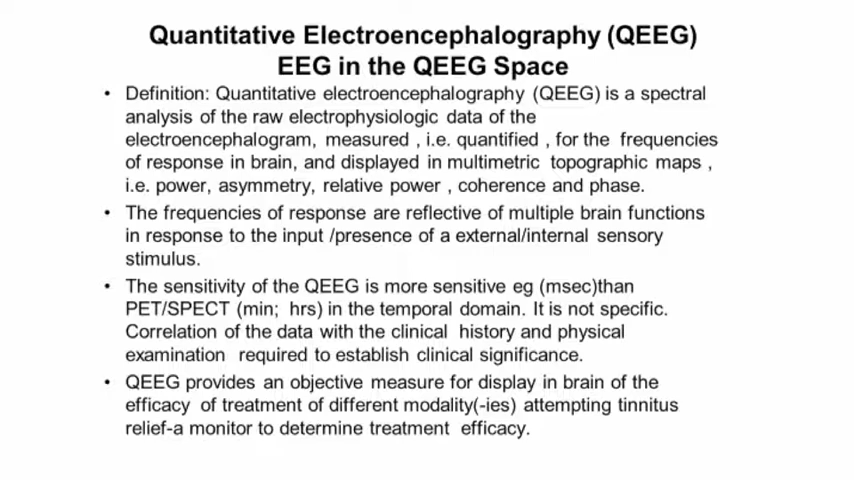 Quantitative Electroencephalography (QEEG)
EEG in the QEEG Space
• Definition: Quantitative electroencephalography (QEEG) is a spectral
analysis of the raw electrophysiologic data of the
electroencephalogram, measured , i.e. quantified , for the frequencies
of response in brain, and displayed in multimetric topographic maps ,
i.e. power, asymmetry, relative power , coherence and phase.
• The frequencies of response are reflective of multiple brain functions
in response to the input /presence of a external/internal sensory
stimulus.
• The sensitivity of the QEEG is more sensitive eg (msec)than
PET/SPECT (min; hrs) in the temporal domain. It is not specific.
Correlation of the data with the clinical history and physical
examination required to establish clinical significance.
• QEEG provides an objective measure for display in brain of the
efficacy of treatment of different modality(-ies) attempting tinnitus
relief-a monitor to determine treatment efficacy.